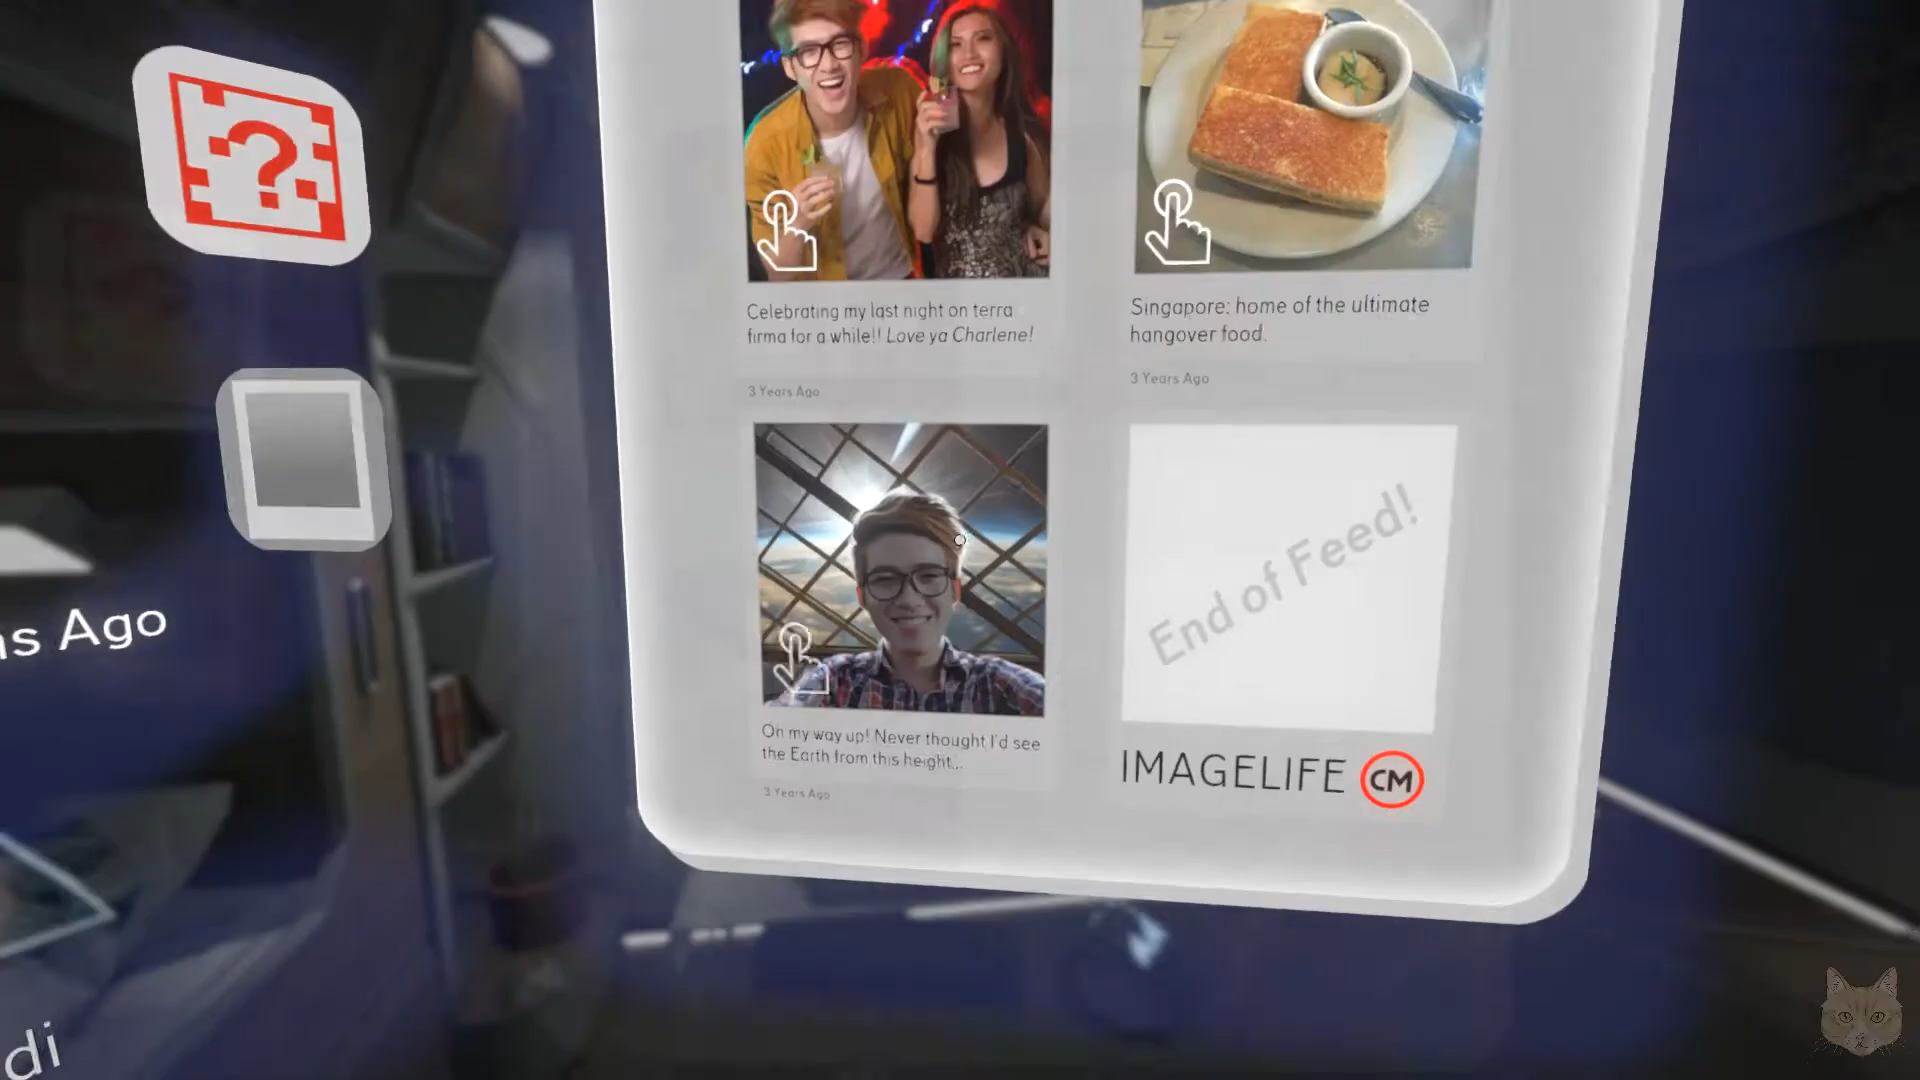 ?
Celebrating my last night on terra
firma for a while!! Love ya Charlene!
3 Years Ago
Singapore: home of the ultimate
hangover food.
3 Years Ago
On my way up! Never thought I'd see
the Earth from this height...
3 Years Ago
End of Feed!
IMAGELIFE CM
Ago
di